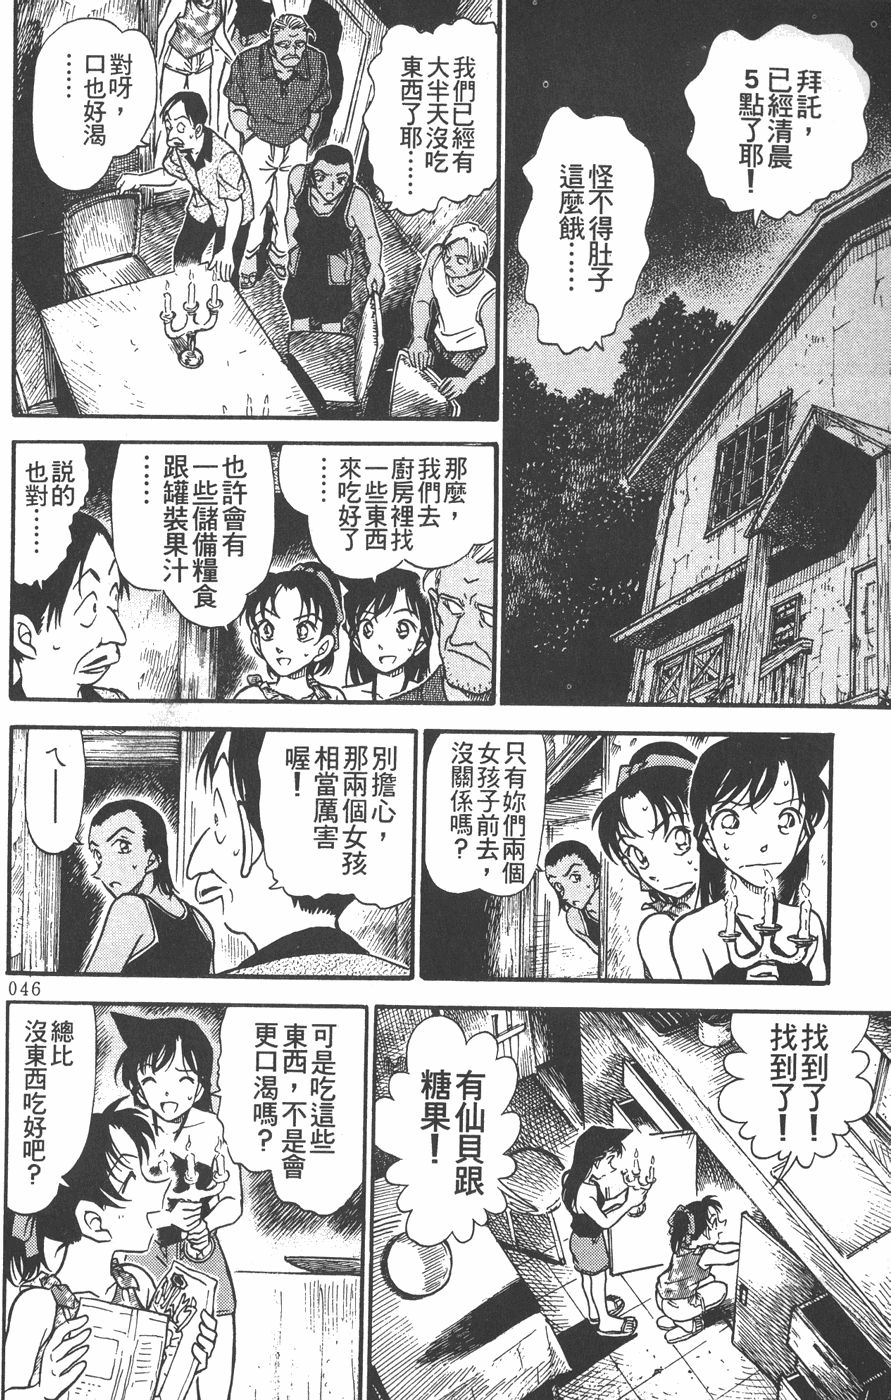 拜託，
已經清晨
5點了耶！
怪不得肚子
這麼餓……
我們已經有
大半天沒吃
東西了耶……
對呀，
口也好渴
……
那麼，
我們去
廚房裡找
一些東西
來吃好了
也許會有
一些儲備糧食
跟罐裝果汁
……
說的
也對……
只有妳們兩個
女孩子前去，
沒關係嗎？
別擔心，
那兩個女孩
相當厲害
喔！
ㄟ—
046
找到了！
找到了！
有仙貝跟
糖果！
可是吃這些
東西，不是會
更口渴嗎？
總比
沒東西吃好吧？